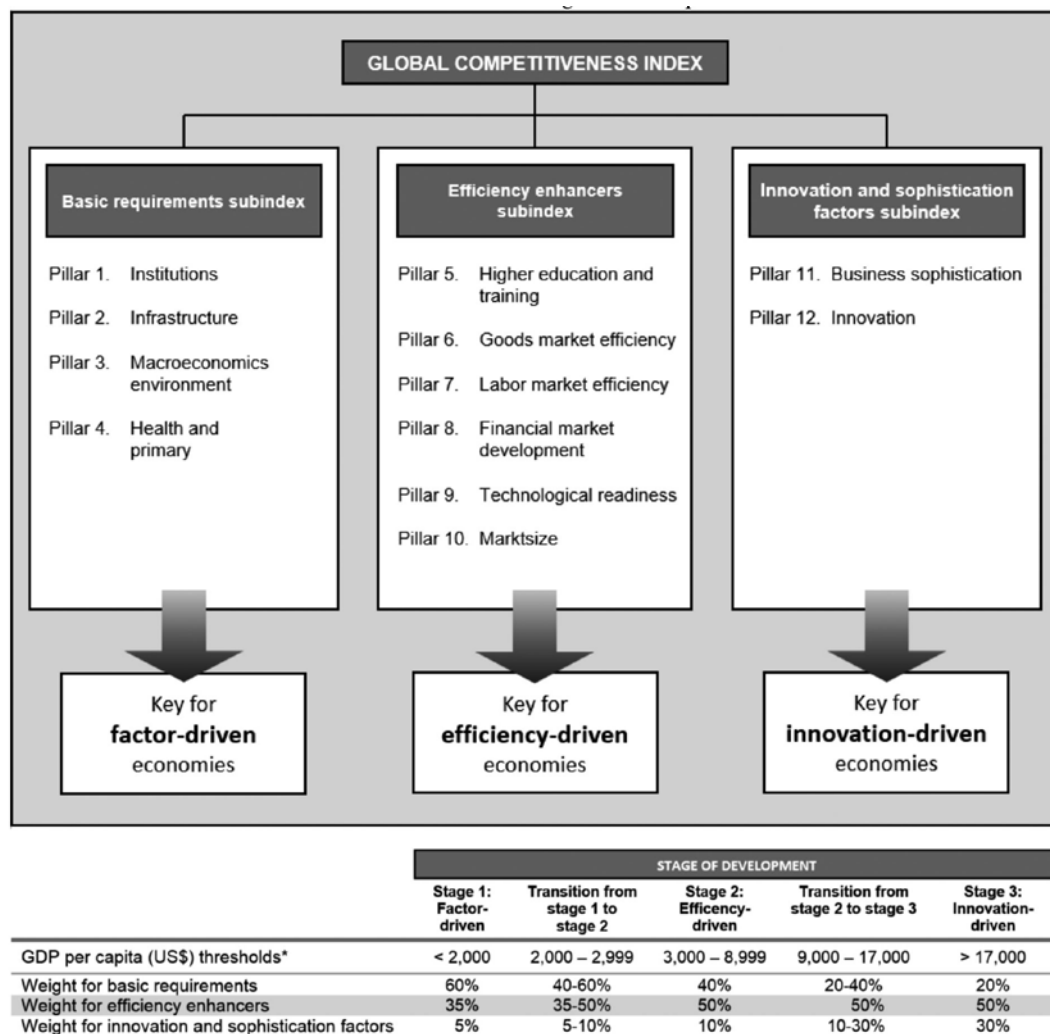 GLOBAL COMPETITIVENESS INDEX
Basic requirements subindex
Pillar 1. Institutions
Pillar 2. Infrastructure
Pillar 3. Macroeconomics
environment
Pillar 4. Health and
primary
Key for
factor-driven
economies
Efficiency enhancers
subindex
Pillar 5. Higher education and
training
Pillar 6. Goods market efficiency
Pillar 7. Labor market efficiency
Pillar 8. Financial market
development
Pillar 9. Technological readiness
Pillar 10. Marktsize
Key for
efficiency-driven
economies
Innovation and sophistication
factors subindex
Pillar 11. Business sophistication
Pillar 12. Innovation
Key for
innovation-driven
economies
STAGE OF DEVELOPMENT
Stage 1: Transition from Stage 2: Transition from Stage 3:
Factor- stage 1 to Efficency- stage 2 to stage 3 Innovation-
driven stage 2 driven driven
GDP per capita (US$) thresholds* < 2,000 2,000 – 2,999 3,000 – 8,999 9,000 – 17,000 > 17,000
Weight for basic requirements 60% 40-60% 40% 20-40% 20%
Weight for efficiency enhancers 35% 35-50% 50% 50% 50%
Weight for innovation and sophistication factors 5% 5-10% 10% 10-30% 30%